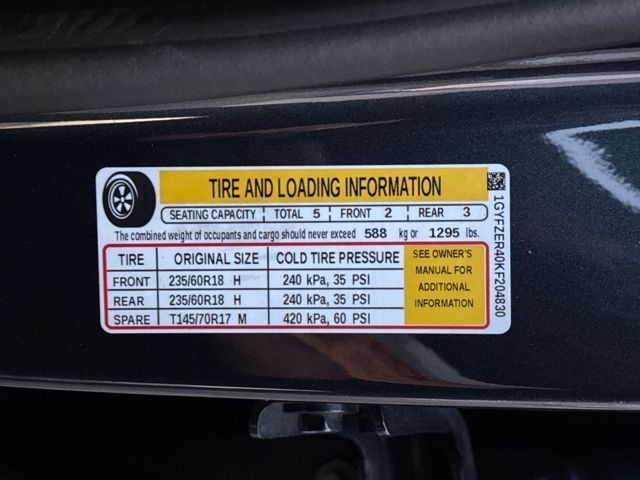 TIRE AND LOADING INFORMATION
SEATING CAPACITY TOTAL 5 FRONT 2 REAR 3
The combined weight of occupants and cargo should never exceed 588 kg or 1295 lbs.
TIRE ORIGINAL SIZE COLD TIRE PRESSURE
FRONT 235/60R18 H 240 kPa, 35 PSI
REAR 235/60R18 H 240 kPa, 35 PSI
SPARE T145/70R17 M 420 kPa, 60 PSI
SEE OWNER'S
MANUAL FOR
ADDITIONAL
INFORMATION
1GYFZER40KF204830